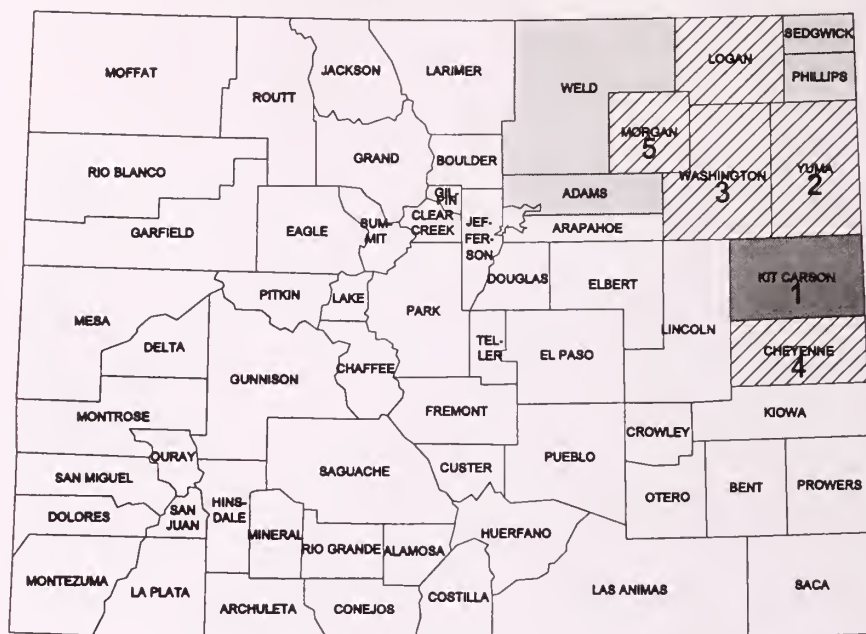 SEDGWICK
LOGAN
JACKSON
LARIMER
MOFFAT
PHILLIPS
WELD
ROUTT
MORGAN
5
GRAND
BOULDER
RIO BLANCO
WASHINGTON
3
YUMA
2
GIL-
PIN
ADAMS
CLEAR
CREEK
SUM-
MIT
JEF-
FER-
SON
GARFIELD
EAGLE
ARAPAHOE
DOUGLAS
ELBERT
KIT CARSON
1
PITKIN
LAKE
PARK
LINCOLN
MESA
DELTA
TEL-
LER
EL PASO
CHEYENNE
4
CHAFFEE
GUNNISON
MONTROSE
FREMONT
KIOWA
CROWLEY
OURAY
PUEBLO
SAGUACHE
CUSTER
SAN MIGUEL
BENT
PROWERS
OTERO
HINS-
DALE
SAN
JUAN
DOLORES
MINERAL
RIO GRANDE
ALAMOSA
HUERFANO
MONTEZUMA
LA PLATA
LAS ANIMAS
SACA
COSTILLA
ARCHULETA
CONEJOS